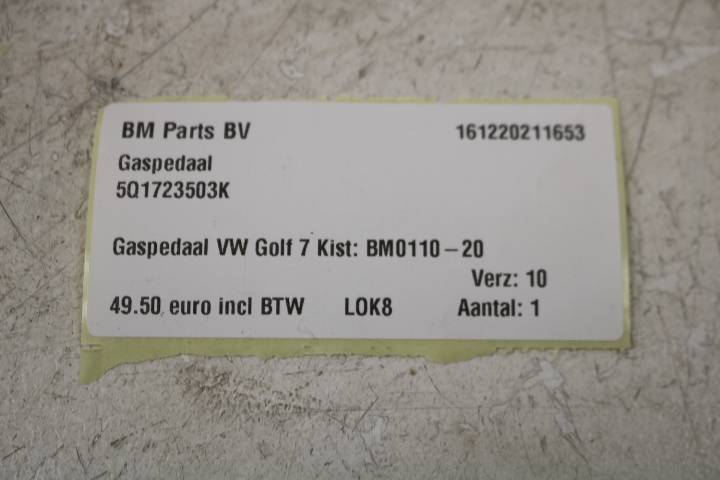 BM Parts BV 161220211653
Gaspedaal
5Q1723503K
Gaspedaal VW Golf 7 Kist: BM0110-20
Verz: 10
49.50 euro incl BTW LOK8 Aantal: 1